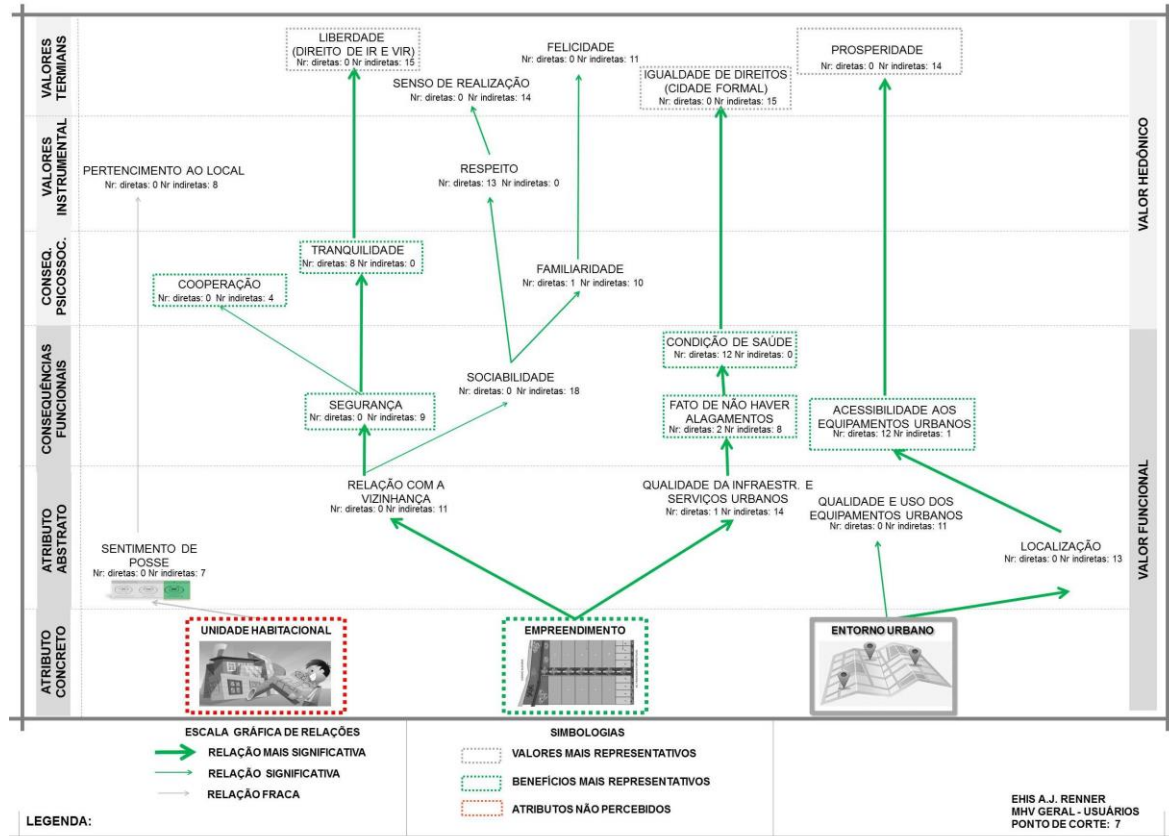 VALORES
TERMIANS
LIBERDADE
(DIREITO DE IR E VIR)
Nr: diretas: 0 Nr indiretas: 15
SENSO DE REALIZAÇÃO
Nr: diretas: 0 Nr indiretas: 14
FELICIDADE
Nr: diretas: 0 Nr indiretas: 11
IGUALDADE DE DIREITOS
(CIDADE FORMAL)
Nr: diretas: 0 Nr indiretas: 15
PROSPERIDADE
Nr: diretas: 0 Nr indiretas: 14
VALORES
INSTRUMENTAL
PERTENCIMENTO AO LOCAL
Nr: diretas: 0 Nr indiretas: 8
RESPEITO
Nr: diretas: 13 Nr indiretas: 0
VALOR HEDÔNICO
CONSEQ.
PSICOSSOC.
COOPERAÇÃO
Nr: diretas: 0 Nr indiretas: 4
TRANQUILIDADE
Nr: diretas: 8 Nr indiretas: 0
FAMILIARIDADE
Nr: diretas: 1 Nr indiretas: 10
CONSEQUÊNCIAS
FUNCIONAIS
SEGURANÇA
Nr: diretas: 0 Nr indiretas: 9
SOCIABILIDADE
Nr: diretas: 0 Nr indiretas: 18
CONDIÇÃO DE SAÚDE
Nr: diretas: 12 Nr indiretas: 0
FATO DE NÃO HAVER
ALAGAMENTOS
Nr: diretas: 2 Nr indiretas: 8
ACESSIBILIDADE AOS
EQUIPAMENTOS URBANOS
Nr: diretas: 12 Nr indiretas: 1
ATRIBUTO
ABSTRATO
SENTIMENTO DE
POSSE
Nr: diretas: 0 Nr indiretas: 7
RELAÇÃO COM A
VIZINHANÇA
Nr: diretas: 0 Nr indiretas: 11
QUALIDADE DA INFRAESTR. E
SERVIÇOS URBANOS
Nr: diretas: 1 Nr indiretas: 14
QUALIDADE E USO DOS
EQUIPAMENTOS URBANOS
Nr: diretas: 0 Nr indiretas: 11
LOCALIZAÇÃO
Nr: diretas: 0 Nr indiretas: 13
VALOR FUNCIONAL
ATRIBUTO
CONCRETO
UNIDADE HABITACIONAL
EMPREENDIMENTO
ENTORNO URBANO
ESCALA GRÁFICA DE RELAÇÕES
RELAÇÃO MAIS SIGNIFICATIVA
RELAÇÃO SIGNIFICATIVA
RELAÇÃO FRACA
LEGENDA:
SIMBOLOGIAS
VALORES MAIS REPRESENTATIVOS
BENEFÍCIOS MAIS REPRESENTATIVOS
ATRIBUTOS NÃO PERCEBIDOS
EHIS A.J. RENNER
MHV GERAL - USUÁRIOS
PONTO DE CORTE: 7